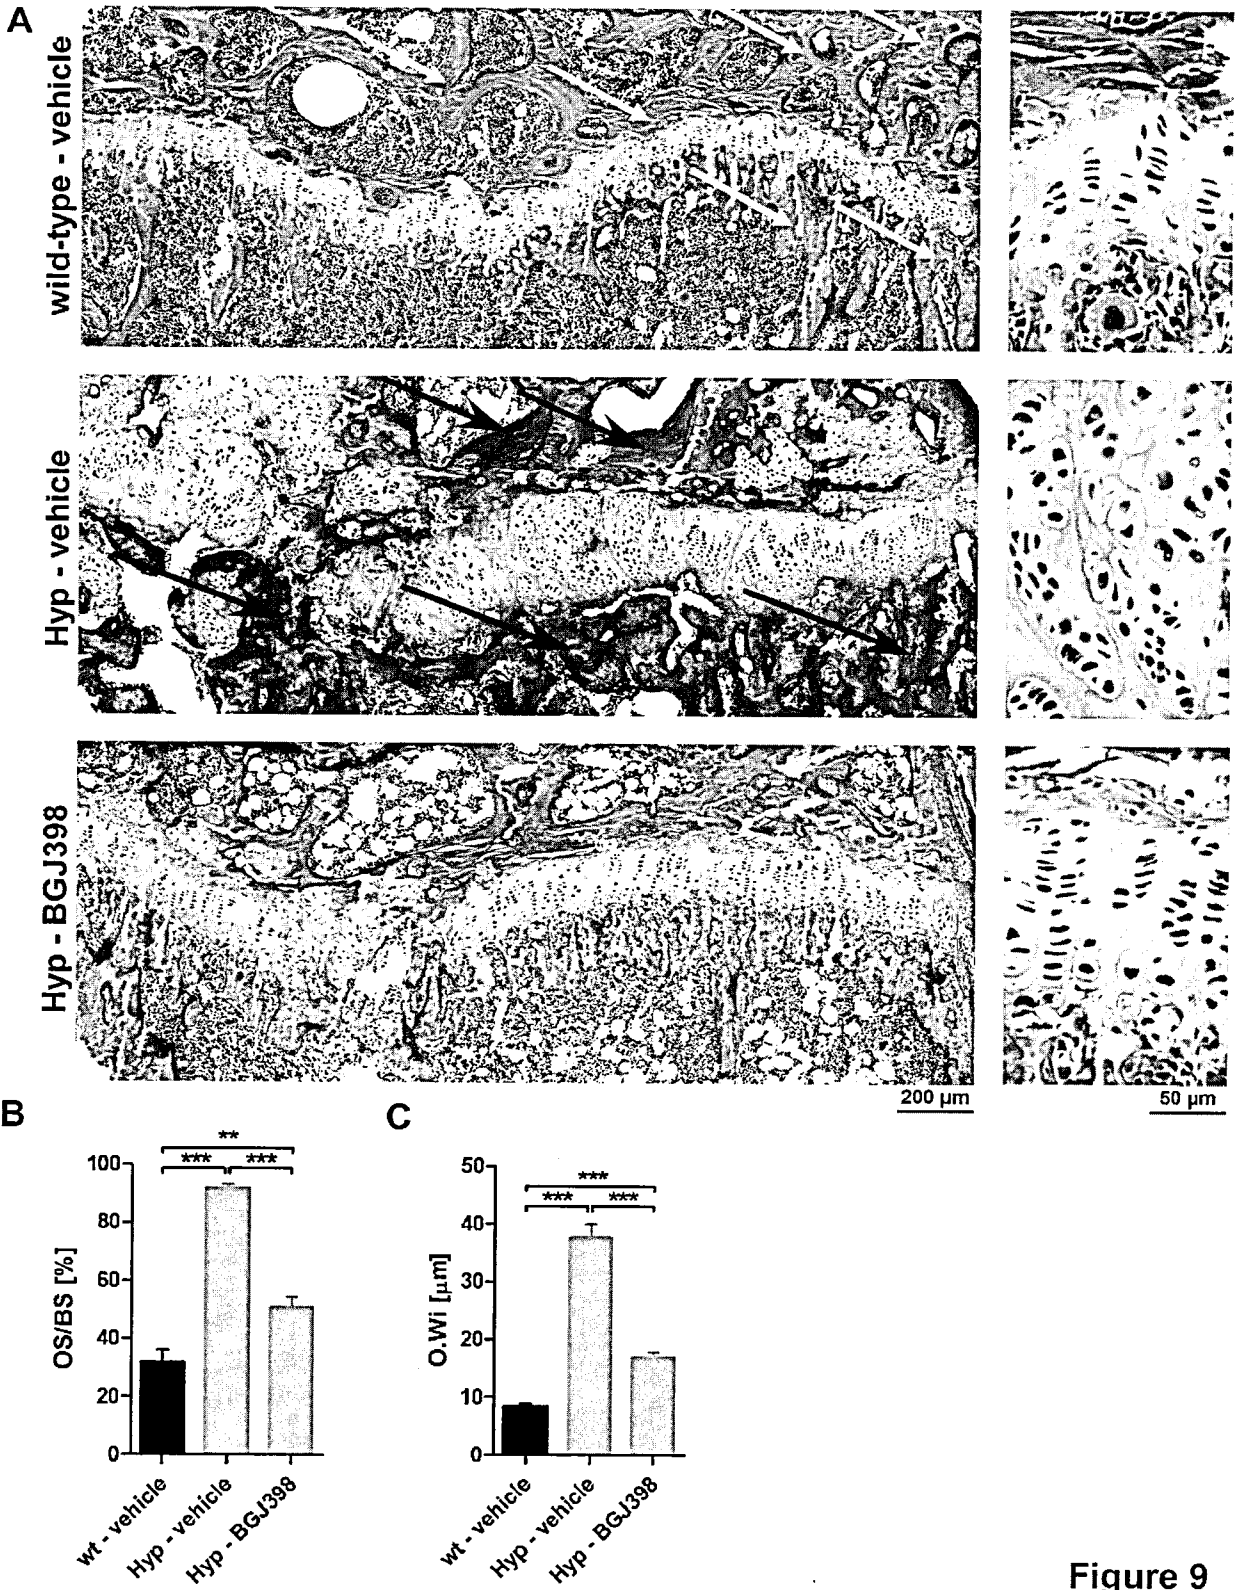 A
wild-type - vehicle
Hyp - vehicle
Hyp - BGJ398
200 µm
50 µm
B
**
*** ***
100
80
60
40
20
0
OS/BS [%]
wt - vehicle
Hyp - vehicle
Hyp - BGJ398
C
***
*** ***
50
40
30
20
10
0
O.Wi [µm]
wt - vehicle
Hyp - vehicle
Hyp - BGJ398
Figure 9